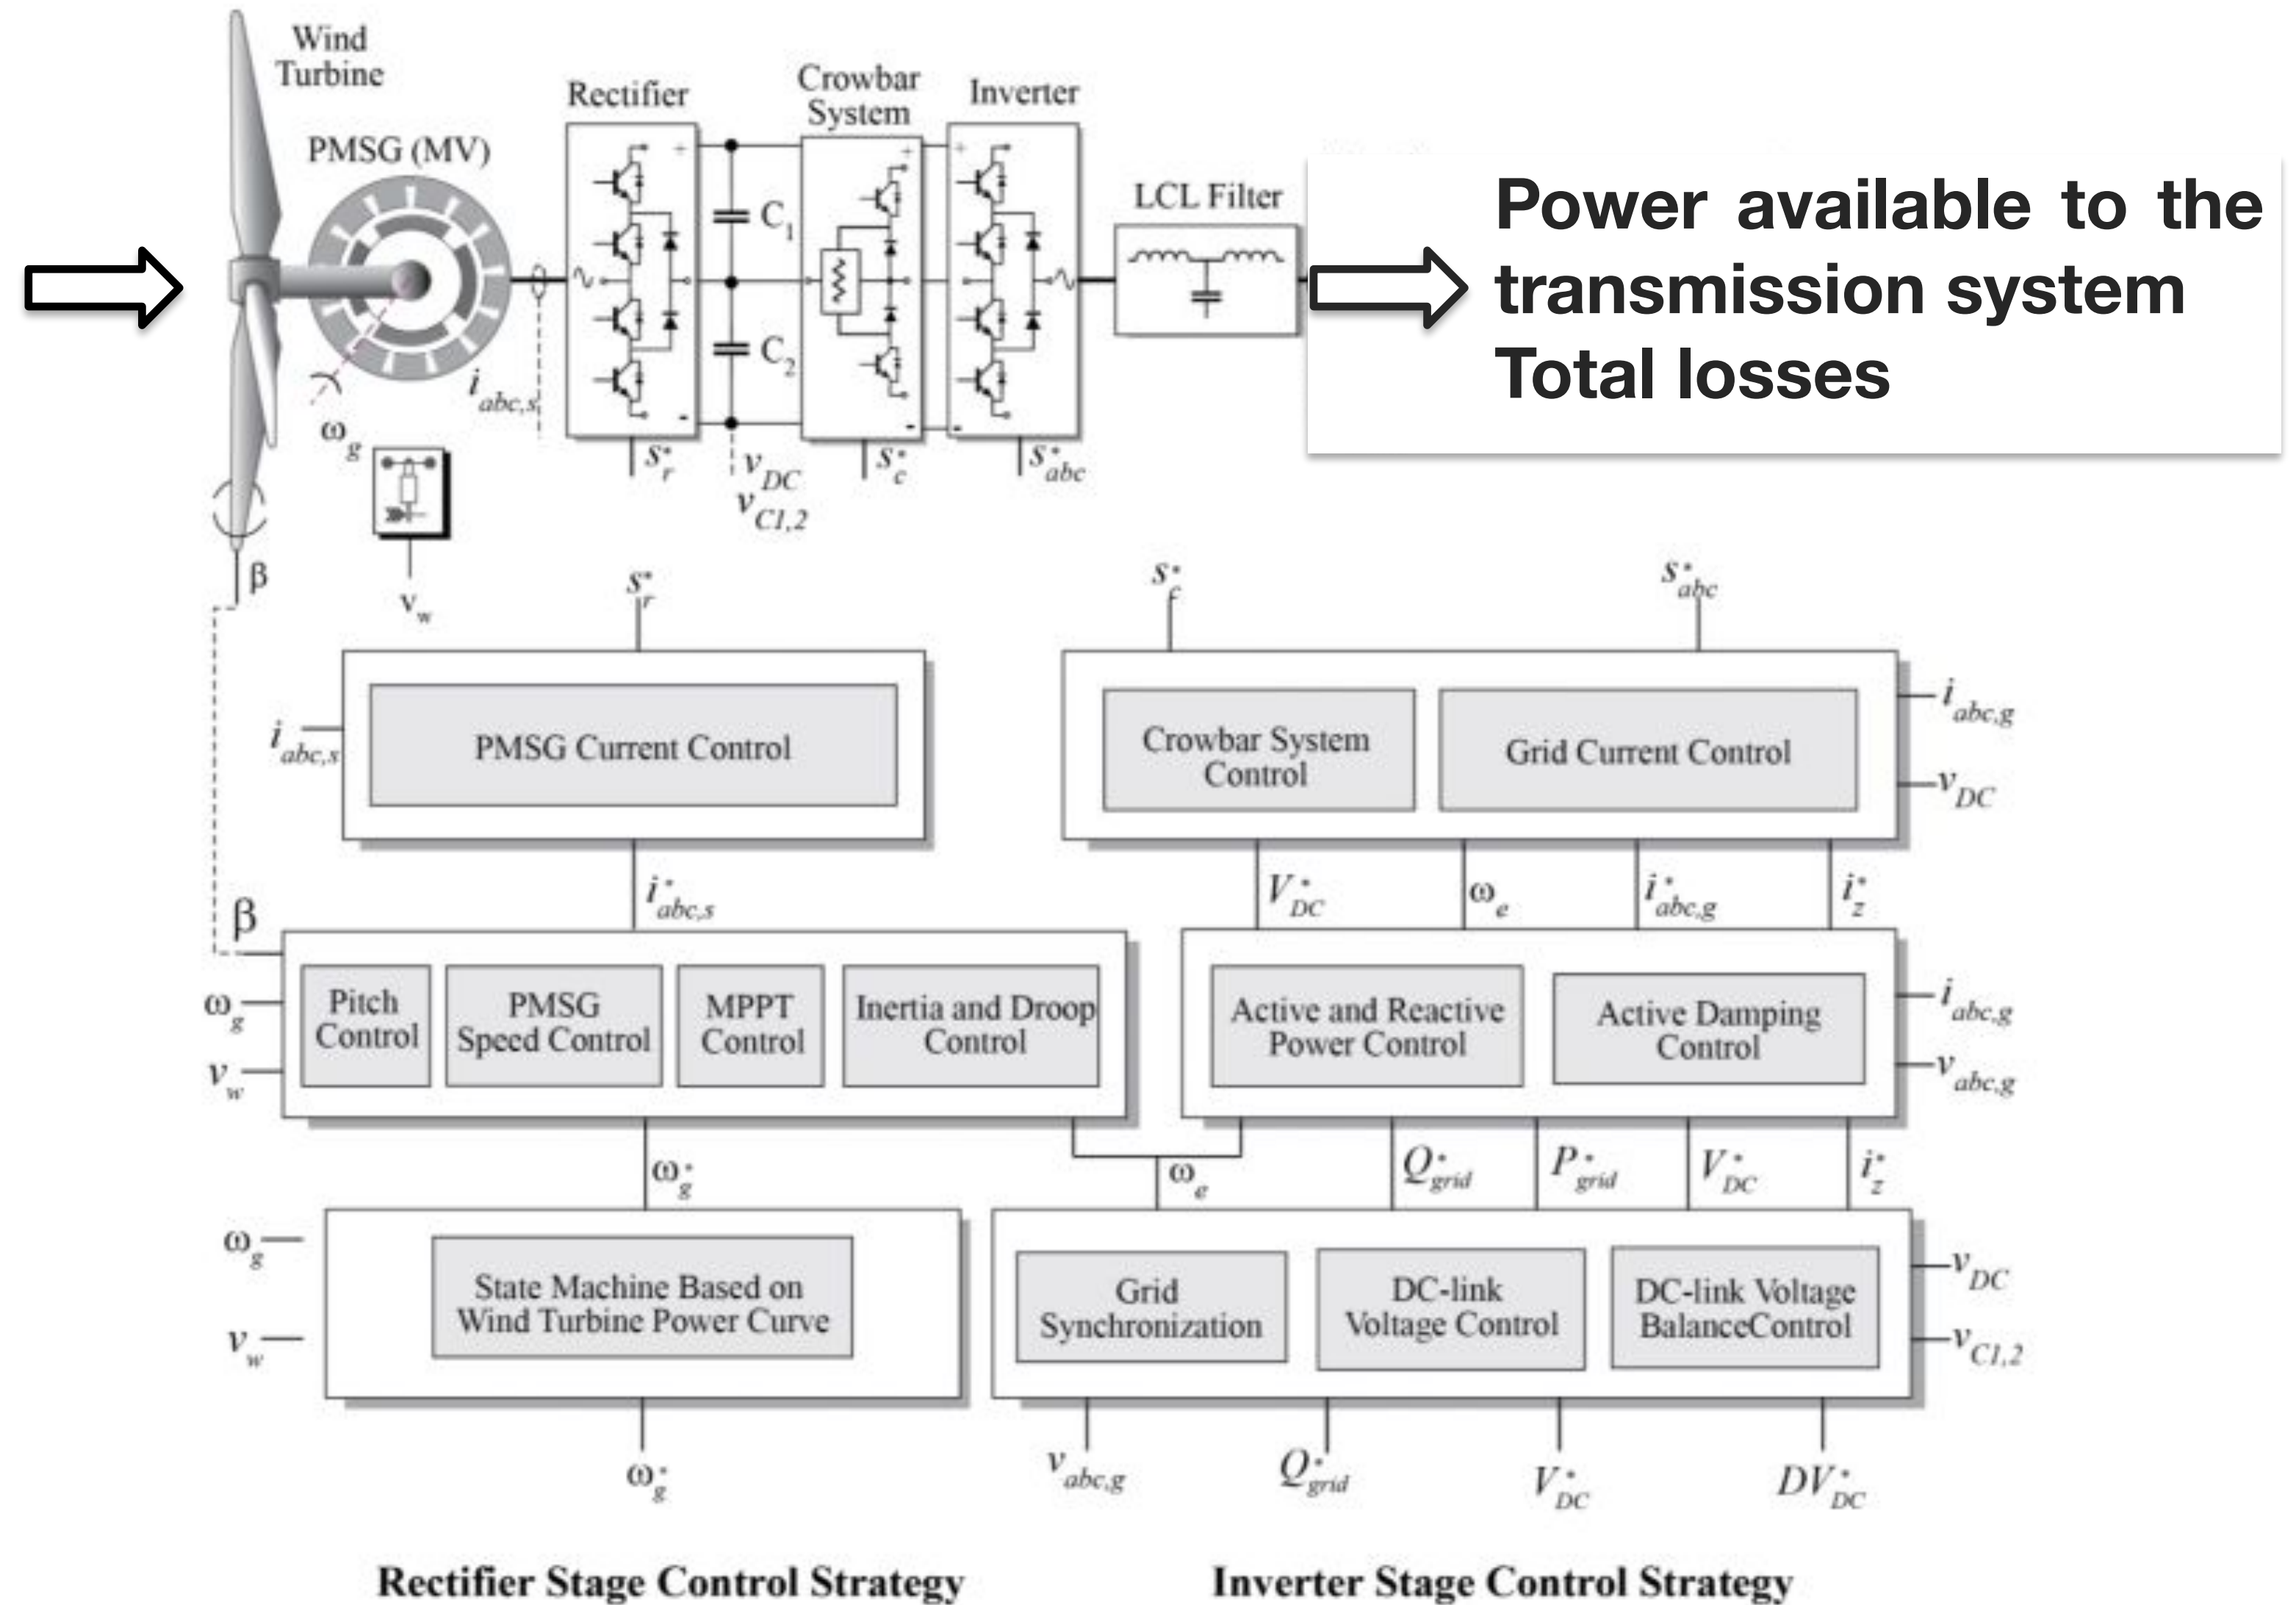 Wind
Turbine
PMSG (MV)
Rectifier
Crowbar
System
Inverter
LCL Filter
Power available to the
transmission system
Total losses
+
+
+
C1
C2
-
-
-
i abc,s
ωg
s*r
vDC
vC1,2
s*c
s*abc
β
vw
s*r
s*c
s*abc
iabc,s
PMSG Current Control
Crowbar System
Control
Grid Current Control
iabc,g
vDC
i*abc,s
V*DC
ωe
i*abc,g
i*z
β
ωg
vw
Pitch
Control
PMSG
Speed Control
MPPT
Control
Inertia and Droop
Control
Active and Reactive
Power Control
Active Damping
Control
iabc,g
vabc,g
ω*g
ωe
Q*grid
P*grid
V*DC
i*z
ωg
vw
State Machine Based on
Wind Turbine Power Curve
Grid
Synchronization
DC-link
Voltage Control
DC-link Voltage
BalanceControl
vDC
vC1,2
ω*g
vabc,g
Q*grid
V*DC
DV*DC
Rectifier Stage Control Strategy
Inverter Stage Control Strategy